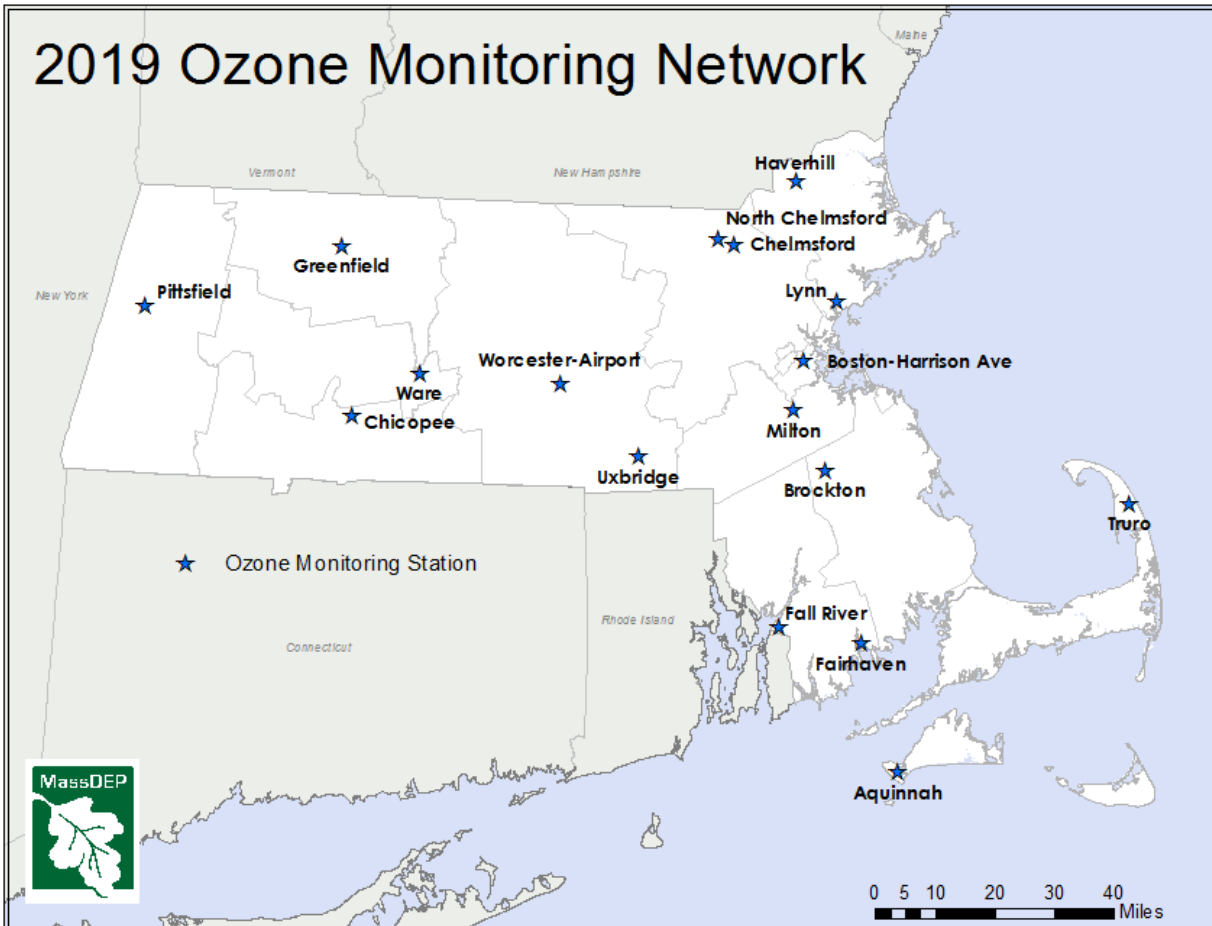 2019 Ozone Monitoring Network
Maine
Vermont
New Hampshire
Haverhill
North Chelmsford
Chelmsford
Greenfield
New York
Pittsfield
Lynn
Worcester-Airport
Boston-Harrison Ave
Ware
Chicopee
Milton
Uxbridge
Brockton
Truro
Ozone Monitoring Station
Fall River
Rhode Island
Connecticut
Fairhaven
MassDEP
Aquinnah
0 5 10 20 30 40
Miles